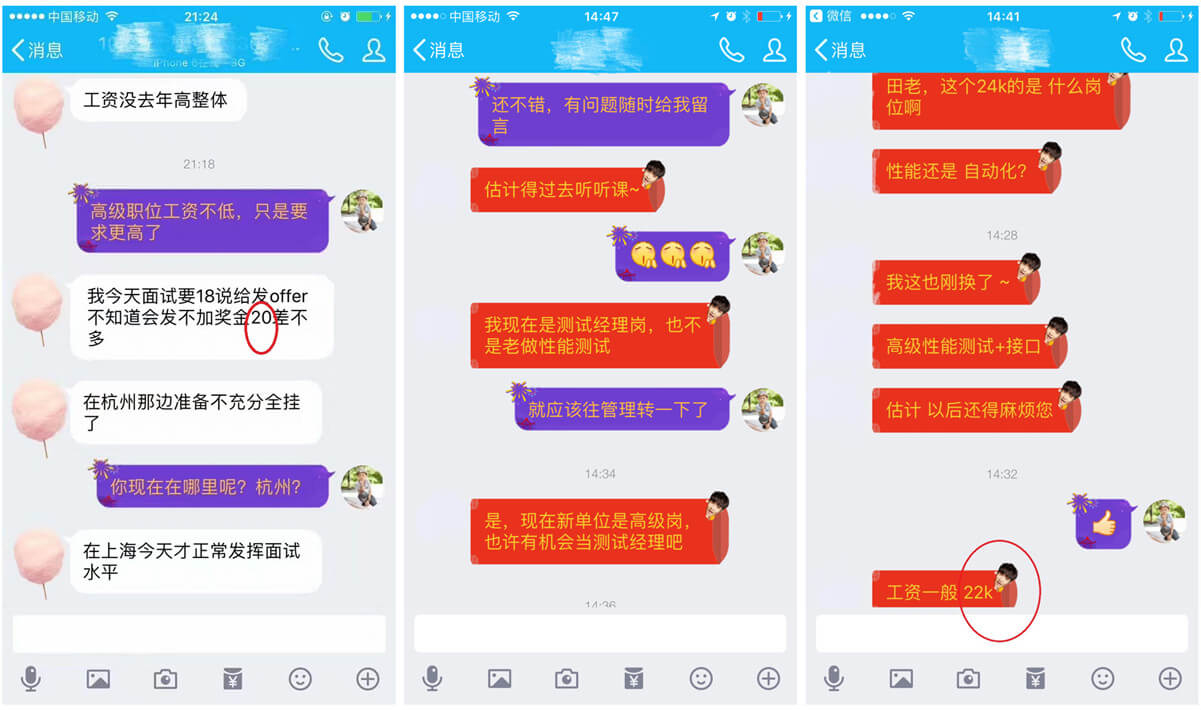 中国移动
21:24
消息
工资没去年高整体
21:18
高级职位工资不低，只是要
求更高了
我今天面试要18说给发offer
不知道会发不加奖金20差不
多
在杭州那边准备不充分全挂
了
你现在在哪里呢？杭州？
在上海今天才正常发挥面试
水平
中国移动
14:47
消息
还不错，有问题随时给我留
言
估计得过去听听课~
我现在是测试经理岗，也不
是老做性能测试
就应该往管理转一下了
14:34
是，现在新单位是高级岗，
也许有机会当测试经理吧
14:36
微信
14:41
消息
田老，这个24k的是 什么岗
位啊
性能还是 自动化？
14:28
我这也刚换了 ~
高级性能测试+接口
估计 以后还得麻烦您
14:32
工资一般 22k